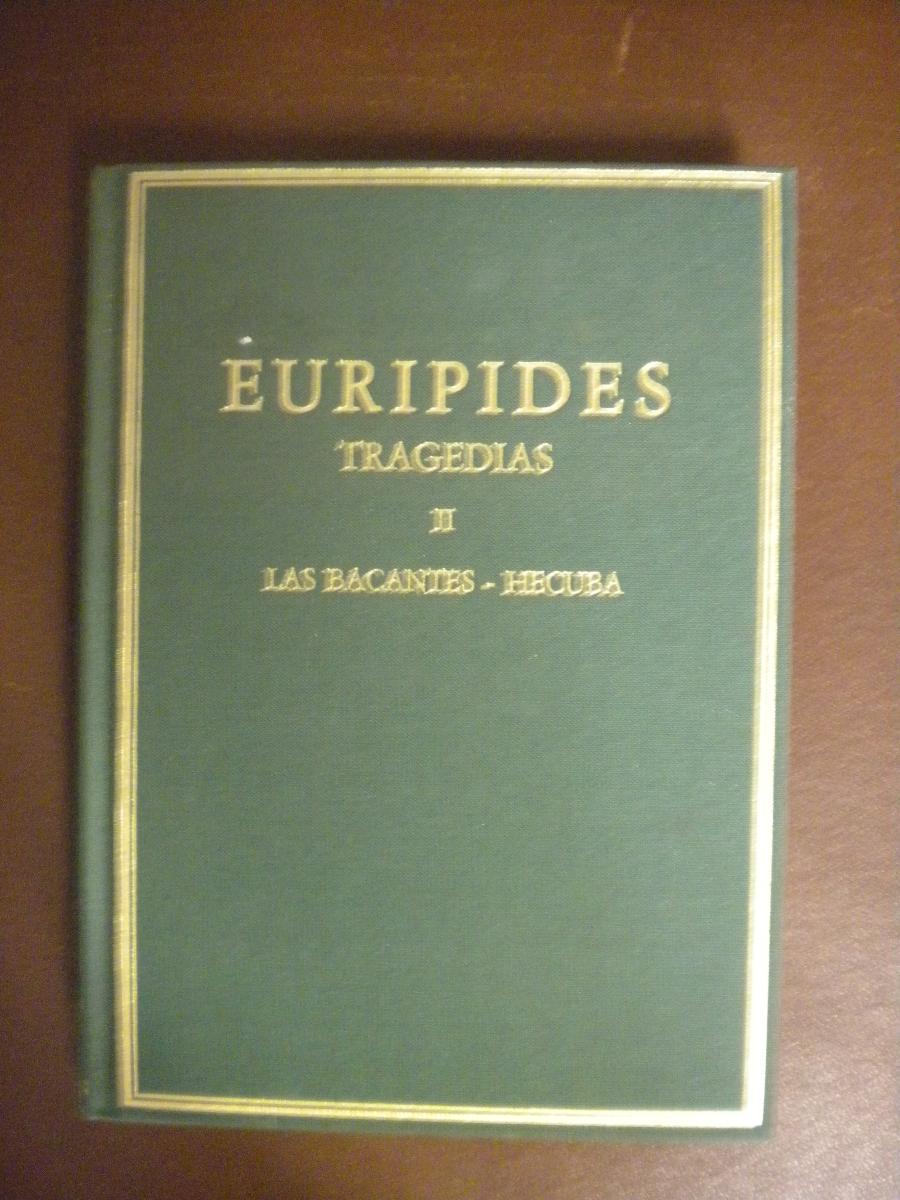 EURIPIDES
TRAGEDIAS
II
LAS BACANTES - HECUBA